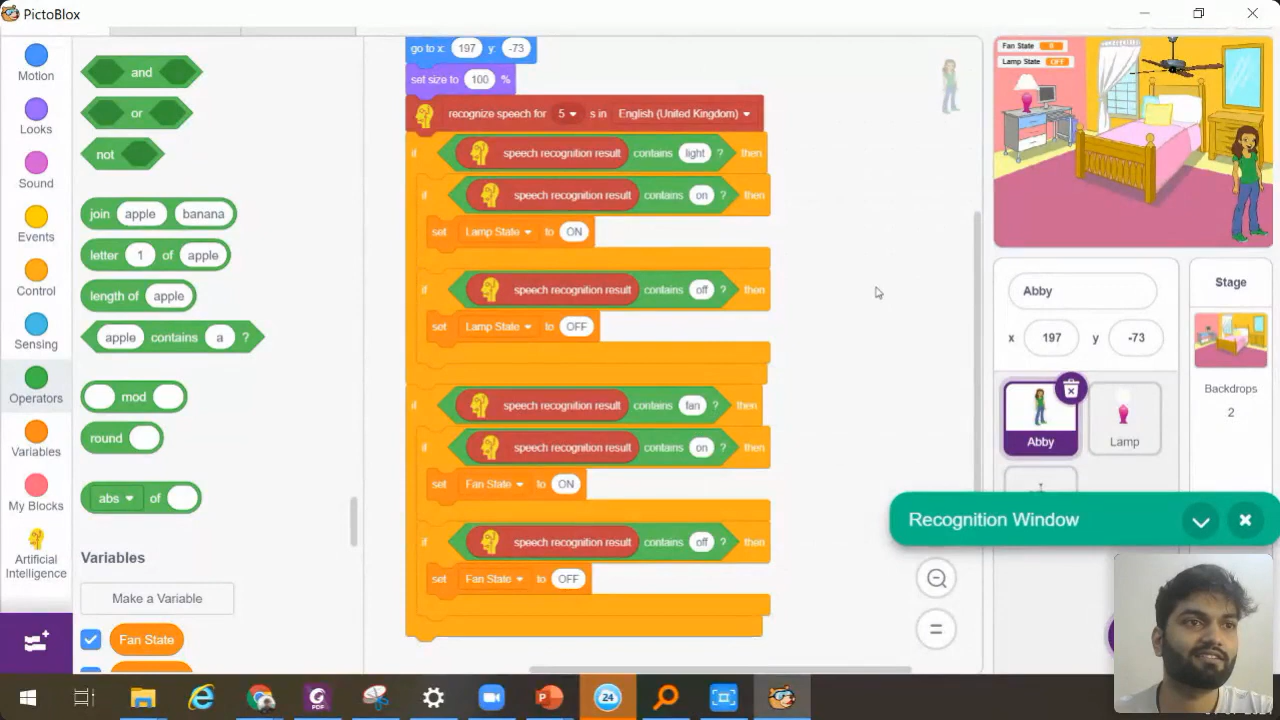 PictoBlox
Motion
Looks
Sound
Events
Control
Sensing
Operators
Variables
My Blocks
Artificial
Intelligence
and
or
not
join apple banana
letter 1 of apple
length of apple
apple contains a ?
mod
round
abs of
Variables
Make a Variable
Fan State
go to x: 197 y: -73
set size to 100 %
recognize speech for 5 s in English (United Kingdom)
if speech recognition result contains light ? then
if speech recognition result contains on ? then
set Lamp State to ON
if speech recognition result contains off ? then
set Lamp State to OFF
if speech recognition result contains fan ? then
if speech recognition result contains on ? then
set Fan State to ON
if speech recognition result contains off ? then
set Fan State to OFF
Fan State
Lamp State OFF
Abby
x 197 y -73
Stage
Backdrops
2
Abby
Lamp
Recognition Window
PDF
24